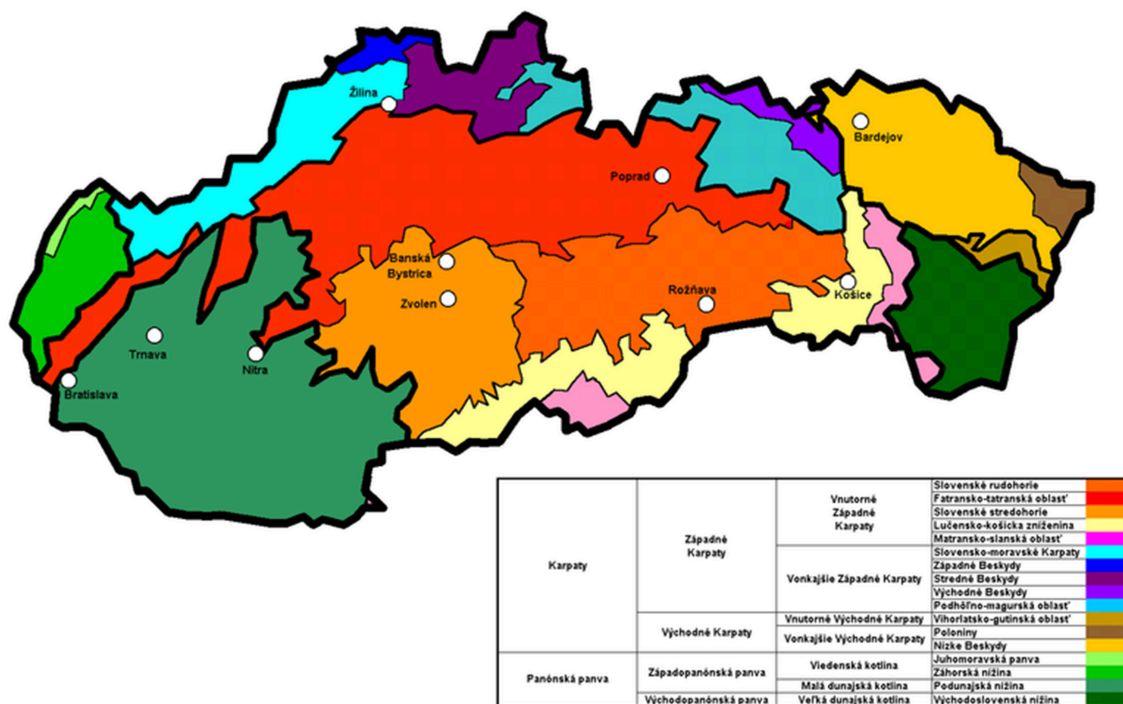 Žilina
Bardejov
Poprad
Banská
Bystrica
Zvolen
Rožňava
Košice
Trnava
Nitra
Bratislava
Karpaty
Západné
Karpaty
Vnutorné
Západné
Karpaty
Slovenské rudohorie
Fatransko-tatranská oblasť
Slovenské stredohorie
Lučensko-košicka zníženina
Matransko-slanská oblasť
Vonkajšie Západné Karpaty
Slovensko-moravské Karpaty
Západné Beskydy
Stredné Beskydy
Východné Beskydy
Podhôľno-magurská oblasť
Východné Karpaty
Vnutorné Východné Karpaty
Vihorlatsko-gutinská oblasť
Vonkajšie Východné Karpaty
Poloniny
Nízke Beskydy
Panónská panva
Západopanónská panva
Viedenská kotlina
Juhomoravská panva
Záhorská nížina
Malá dunajská kotlina
Podunajská nížina
Východopanónská panva
Veľká dunajská kotlina
Východoslovenská nížina